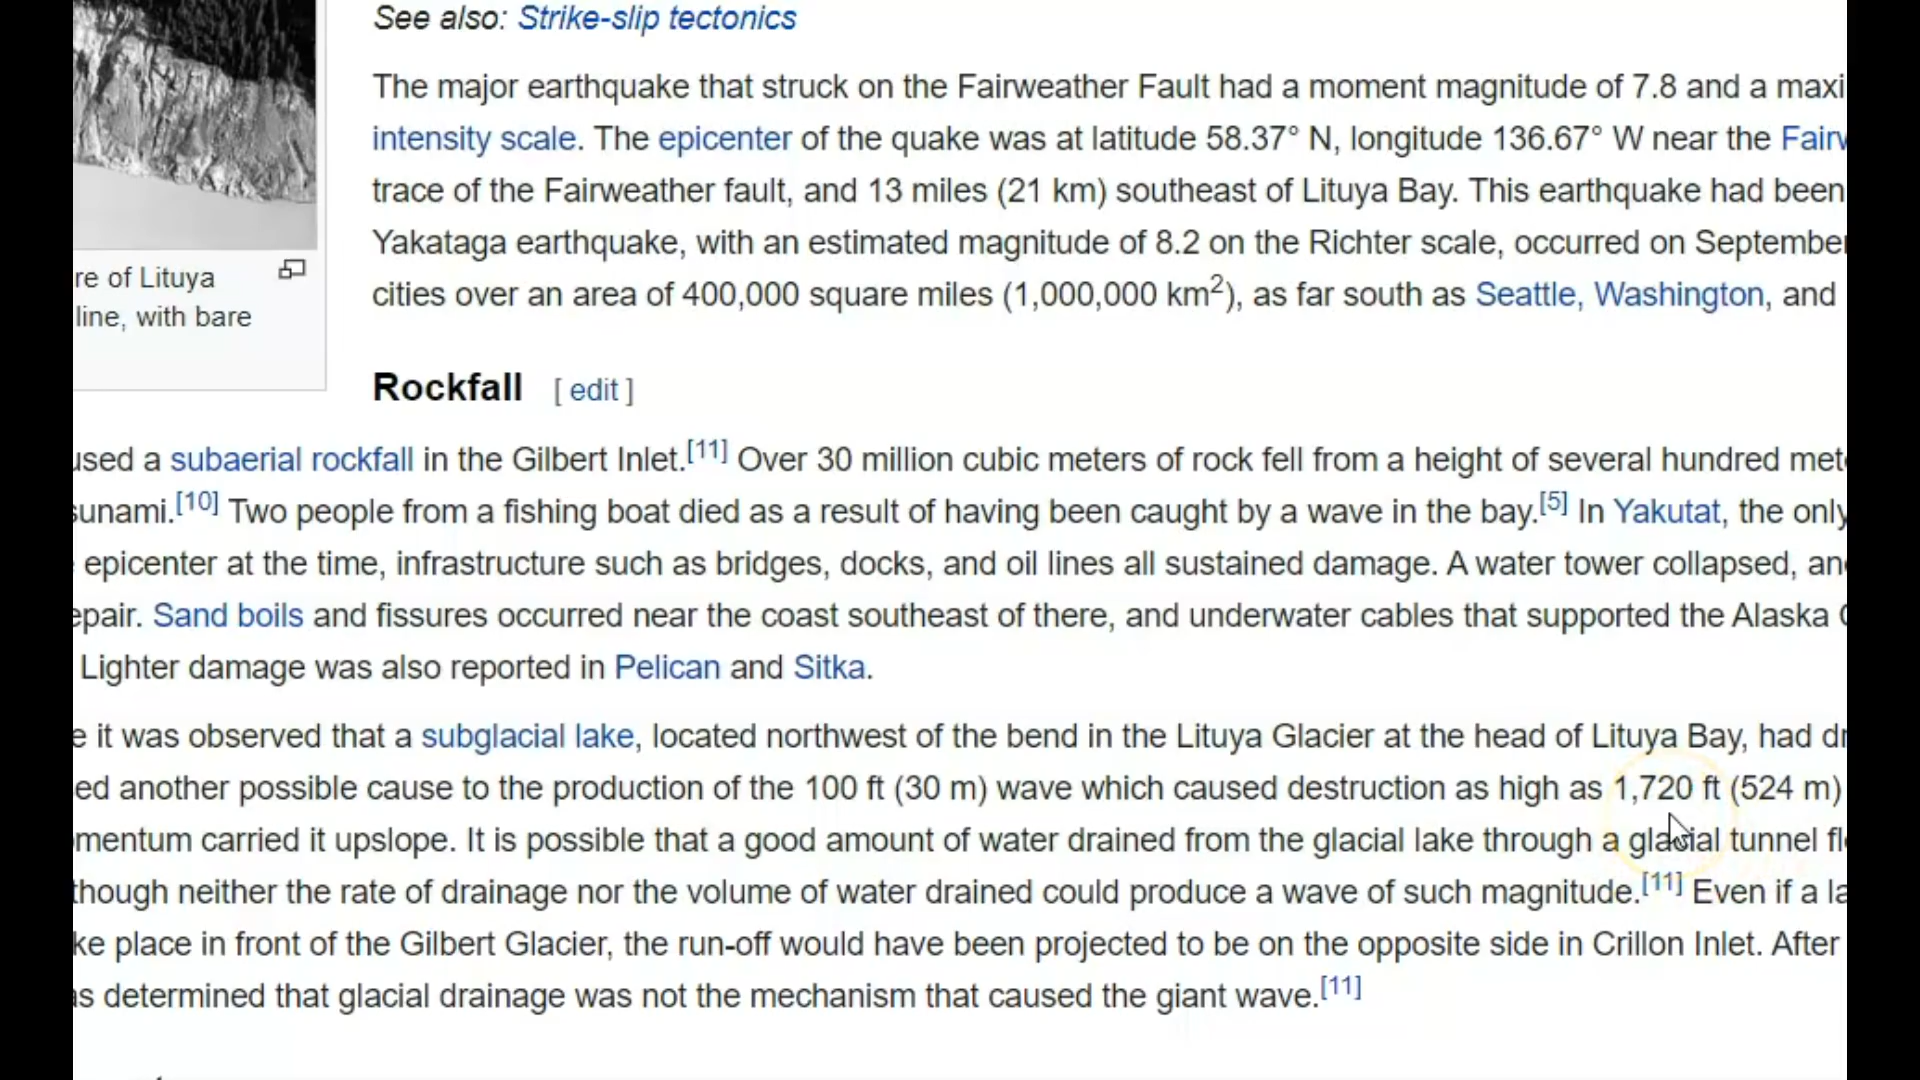 See also: Strike-slip tectonics
The major earthquake that struck on the Fairweather Fault had a moment magnitude of 7.8 and a maxi
intensity scale. The epicenter of the quake was at latitude 58.37° N, longitude 136.67° W near the Fairw
trace of the Fairweather fault, and 13 miles (21 km) southeast of Lituya Bay. This earthquake had been
Yakataga earthquake, with an estimated magnitude of 8.2 on the Richter scale, occurred on September
cities over an area of 400,000 square miles (1,000,000 km²), as far south as Seattle, Washington, and
re of Lituya
line, with bare
Rockfall [ edit ]
used a subaerial rockfall in the Gilbert Inlet.[11] Over 30 million cubic meters of rock fell from a height of several hundred mete
sunami.[10] Two people from a fishing boat died as a result of having been caught by a wave in the bay.[5] In Yakutat, the only
epicenter at the time, infrastructure such as bridges, docks, and oil lines all sustained damage. A water tower collapsed, an
epair. Sand boils and fissures occurred near the coast southeast of there, and underwater cables that supported the Alaska C
Lighter damage was also reported in Pelican and Sitka.
e it was observed that a subglacial lake, located northwest of the bend in the Lituya Glacier at the head of Lituya Bay, had dr
ed another possible cause to the production of the 100 ft (30 m) wave which caused destruction as high as 1,720 ft (524 m)
mentum carried it upslope. It is possible that a good amount of water drained from the glacial lake through a glacial tunnel fl
though neither the rate of drainage nor the volume of water drained could produce a wave of such magnitude.[11] Even if a la
ke place in front of the Gilbert Glacier, the run-off would have been projected to be on the opposite side in Crillon Inlet. After
as determined that glacial drainage was not the mechanism that caused the giant wave.[11]